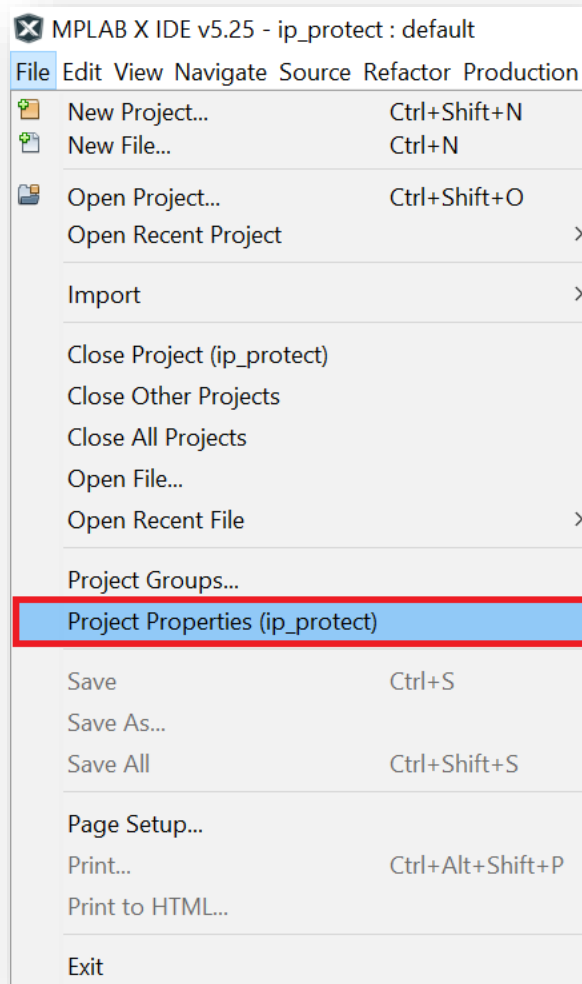 MPLAB X IDE v5.25 - ip_protect : default
File Edit View Navigate Source Refactor Production
New Project... Ctrl+Shift+N
New File... Ctrl+N
Open Project... Ctrl+Shift+O
Open Recent Project
Import
Close Project (ip_protect)
Close Other Projects
Close All Projects
Open File...
Open Recent File
Project Groups...
Project Properties (ip_protect)
Save Ctrl+S
Save As...
Save All Ctrl+Shift+S
Page Setup...
Print... Ctrl+Alt+Shift+P
Print to HTML...
Exit